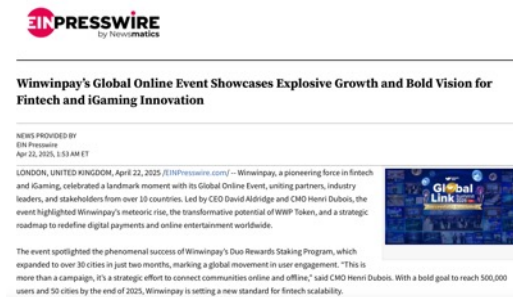 EINPRESSWIRE
by Newsmatics
Winwinpay's Global Online Event Showcases Explosive Growth and Bold Vision for
Fintech and iGaming Innovation
NEWS PROVIDED BY
EIN Presswire
Apr 22, 2025, 1:53 AM ET
LONDON, UNITED KINGDOM, April 22, 2025 /EINPresswire.com/ -- Winwinpay, a pioneering force in fintech
and iGaming, celebrated a landmark moment with its Global Online Event, uniting partners, industry
leaders, and stakeholders from over 10 countries. Led by CEO David Aldridge and CMO Henri Dubois, the
event highlighted Winwinpay's meteoric rise, the transformative potential of WWP Token, and a strategic
roadmap to redefine digital payments and online entertainment worldwide.
Global
Link
The event spotlighted the phenomenal success of Winwinpay's Duo Rewards Staking Program, which
expanded to over 30 cities in just two months, marking a global movement in user engagement. "This is
more than a campaign, it's a strategic effort to connect communities online and offline," said CMO Henri Dubois. With a bold goal to reach 500,000
users and 50 cities by the end of 2025, Winwinpay is setting a new standard for fintech scalability.